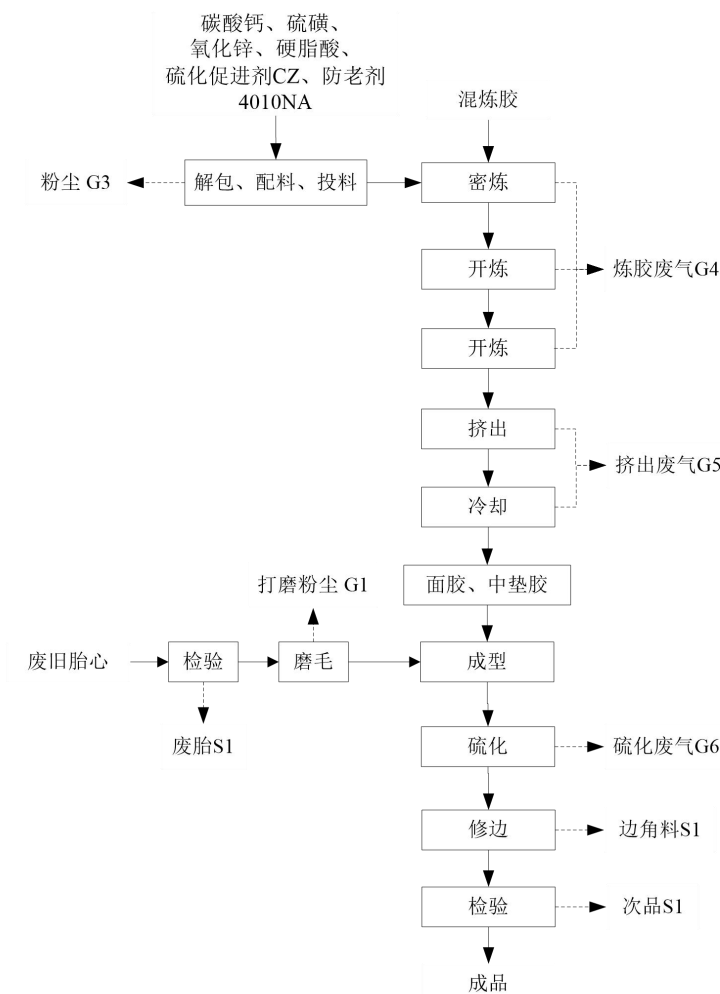 碳酸钙、硫磺、
氧化锌、硬脂酸、
硫化促进剂CZ、防老剂
4010NA
混炼胶
粉尘 G3
解包、配料、投料
密炼
开炼
炼胶废气G4
开炼
挤出
挤出废气G5
冷却
面胶、中垫胶
打磨粉尘 G1
废旧胎心
检验
磨毛
成型
废胎S1
硫化
硫化废气G6
修边
边角料S1
检验
次品S1
成品